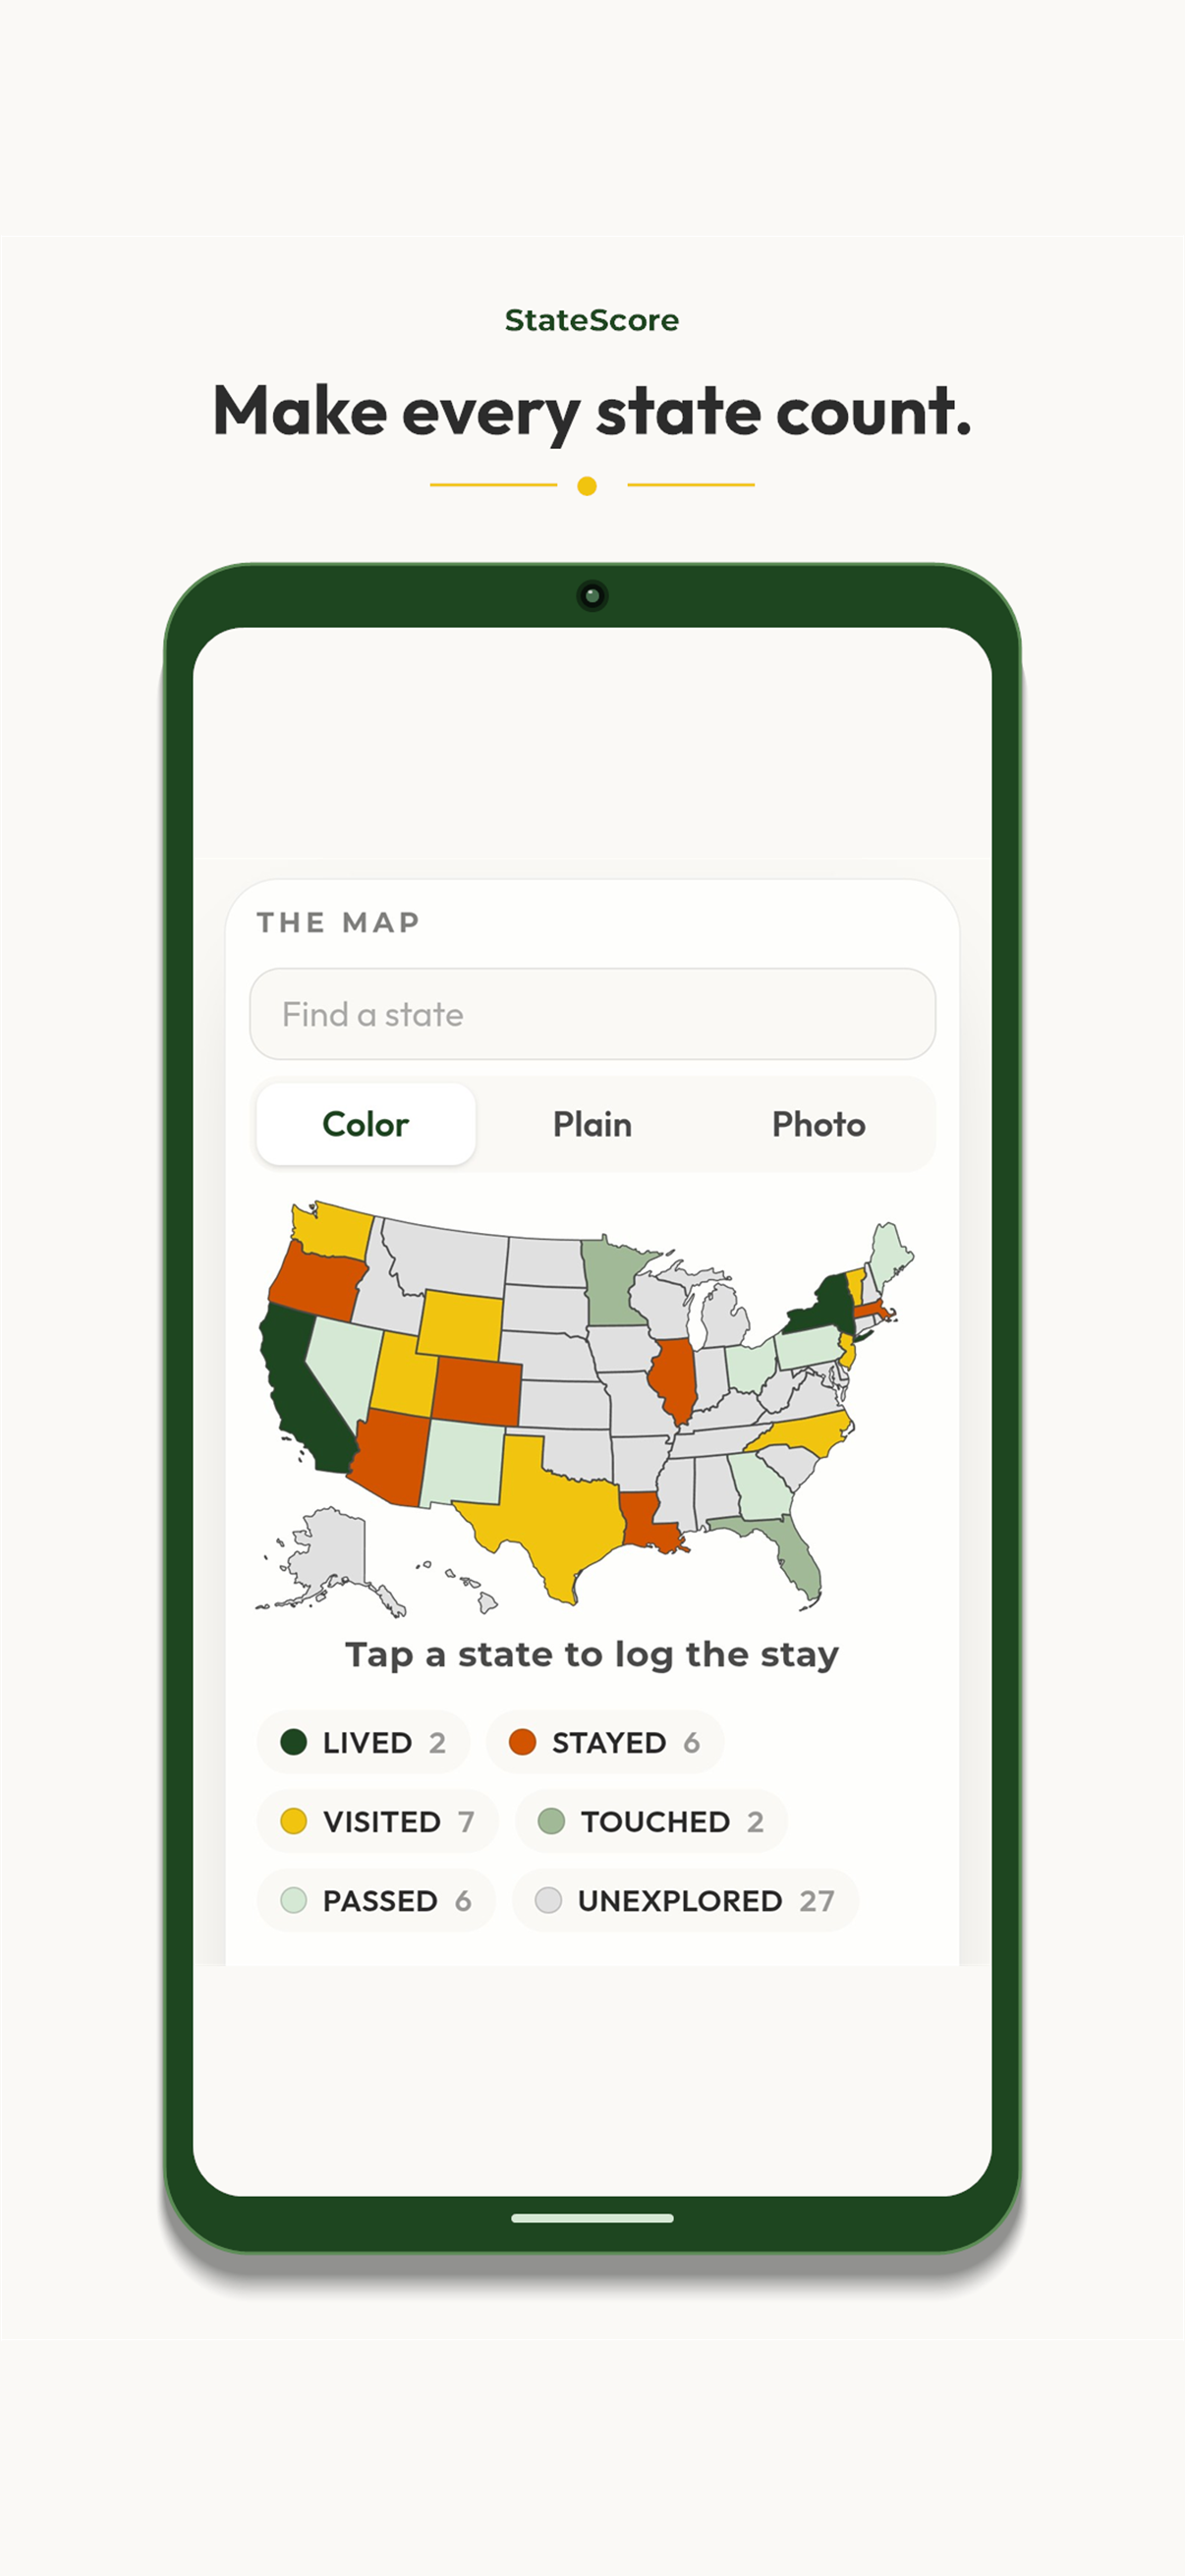 StateScore
Make every state count.
THE MAP
Find a state
Color Plain Photo
Tap a state to log the stay
LIVED 2 STAYED 6
VISITED 7 TOUCHED 2
PASSED 6 UNEXPLORED 27